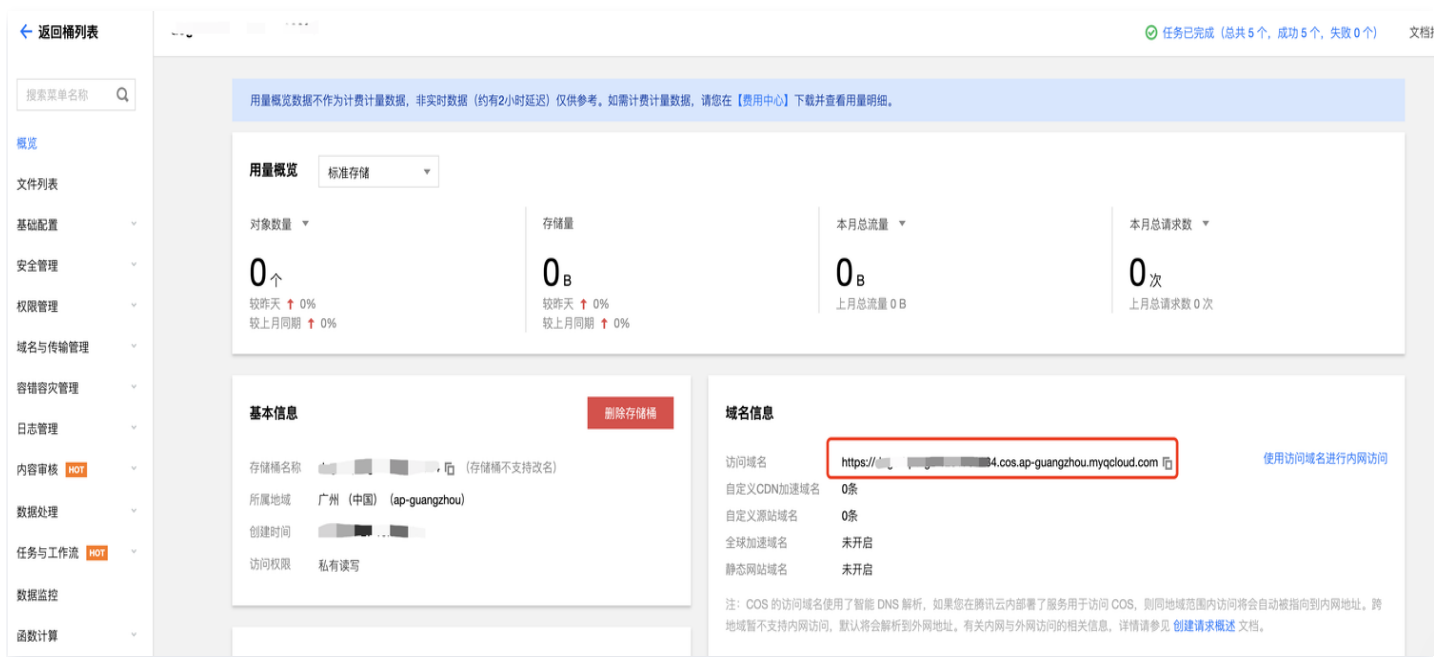 返回桶列表
任务已完成（总共 5 个，成功 5 个，失败 0 个）
文档
搜索菜单名称
概览
文件列表
基础配置
安全管理
权限管理
域名与传输管理
容错容灾管理
日志管理
内容审核 HOT
数据处理
任务与工作流 HOT
数据监控
函数计算
用量概览数据不作为计费计量数据，非实时数据（约有2小时延迟）仅供参考。如需计费计量数据，请您在【费用中心】下载并查看用量明细。
用量概览 标准存储
对象数量
0 个
较昨天 ↑ 0%
较上月同期 ↑ 0%
存储量
0 B
较昨天 ↑ 0%
较上月同期 ↑ 0%
本月总流量
0 B
上月总流量 0 B
本月总请求数
0 次
上月总请求数 0 次
基本信息 删除存储桶
存储桶名称 （存储桶不支持改名）
所属地域 广州（中国）（ap-guangzhou）
创建时间
访问权限 私有读写
域名信息
访问域名 https:// 4.cos.ap-guangzhou.myqcloud.com 使用访问域名进行内网访问
自定义CDN加速域名 0条
自定义源站域名 0条
全球加速域名 未开启
静态网站域名 未开启
注：COS 的访问域名使用了智能 DNS 解析，如果您在腾讯云内部署了服务用于访问 COS，则同地域范围内访问将会自动被指向到内网地址。跨
地域暂不支持内网访问，默认将会解析到外网地址。有关内网与外网访问的相关信息，详情请参见 创建请求概述 文档。